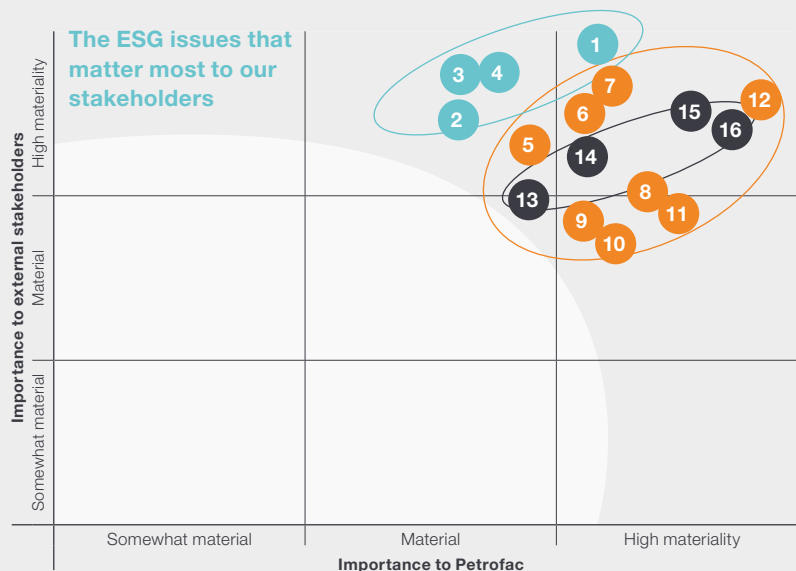 The ESG issues that
matter most to our
stakeholders
Importance to external stakeholders
High materiality
Material
Somewhat material
1
3
4
7
12
2
6
15
16
5
14
8
13
11
9
10
Somewhat material
Material
High materiality
Importance to Petrofac